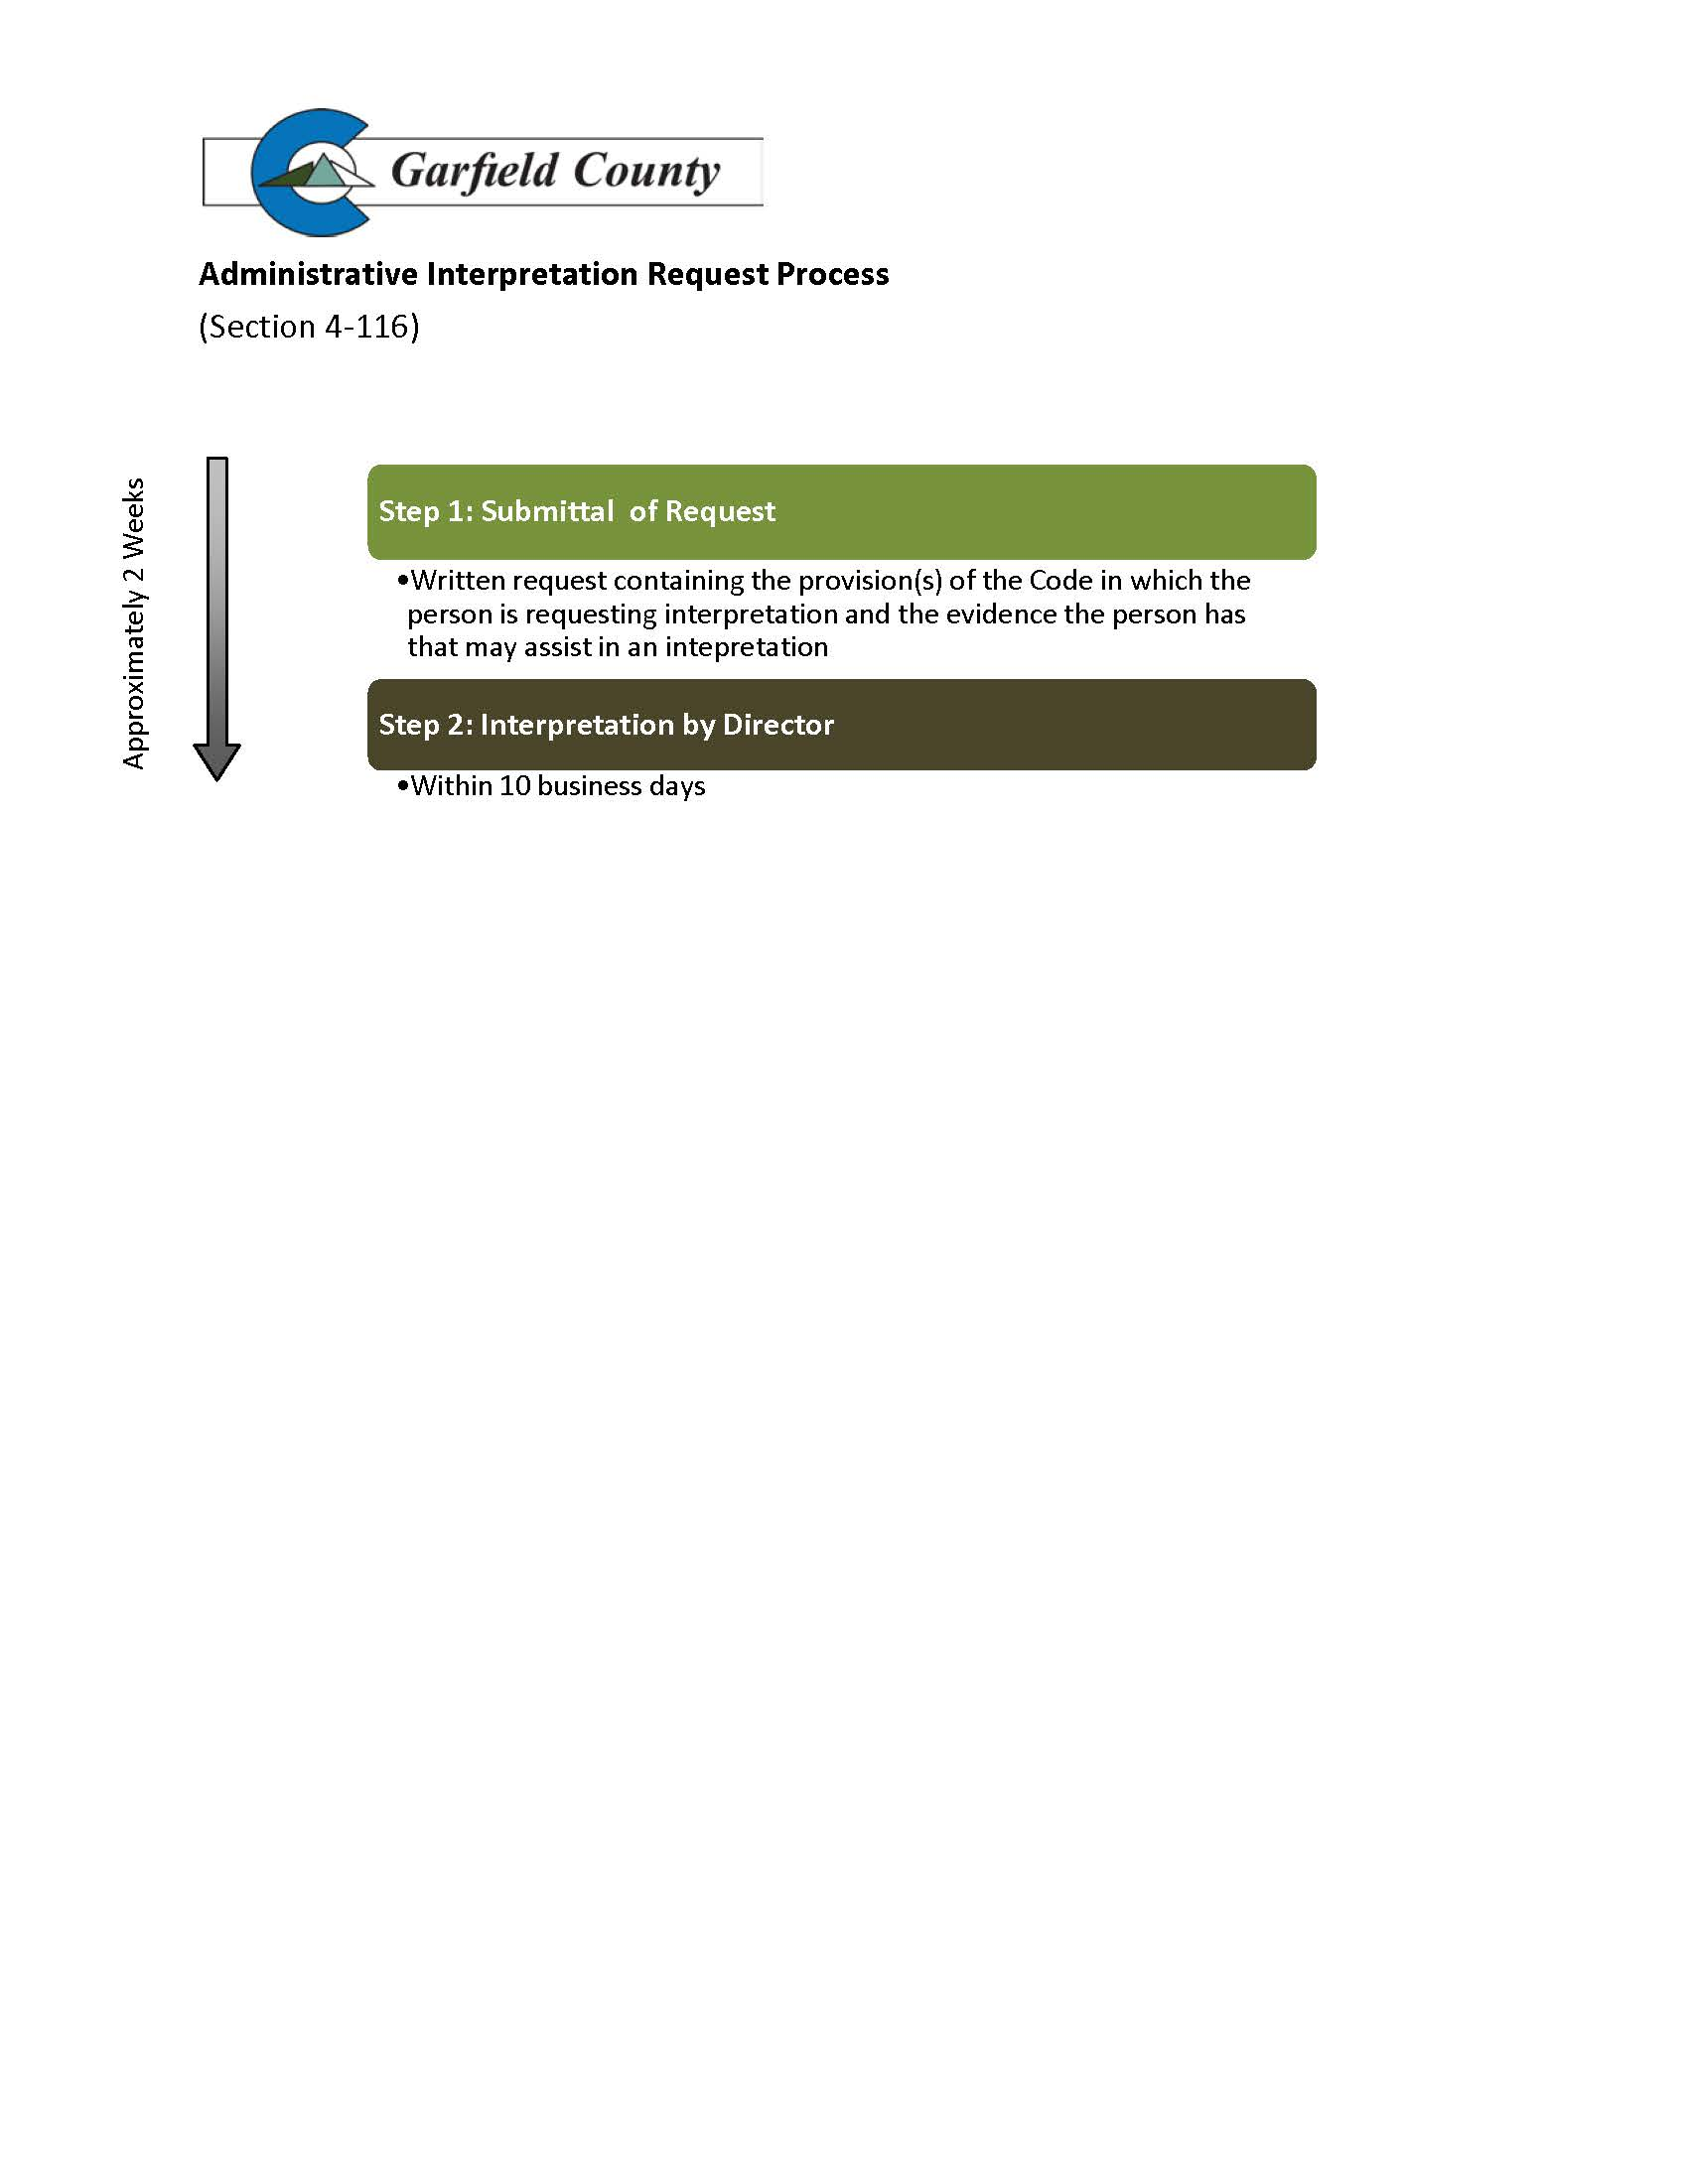 Garfield County
Administrative Interpretation Request Process
(Section 4-116)
Approximately 2 Weeks
Step 1: Submittal  of Request
•Written request containing the provision(s) of the Code in which the
person is requesting interpretation and the evidence the person has
that may assist in an intepretation
Step 2: Interpretation by Director
•Within 10 business days